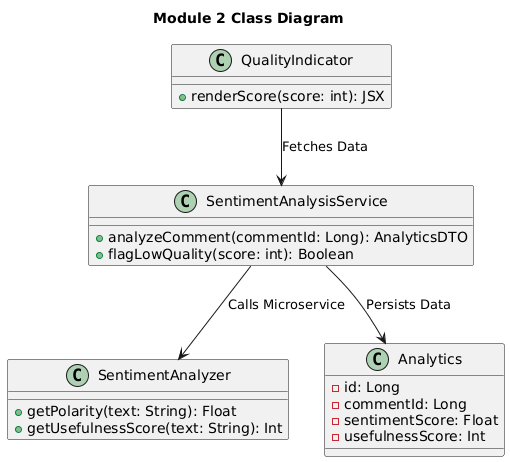 Module 2 Class Diagram
C QualityIndicator
renderScore(score: int): JSX
Fetches Data
C SentimentAnalysisService
analyzeComment(commentId: Long): AnalyticsDTO
flagLowQuality(score: int): Boolean
Calls Microservice
Persists Data
C SentimentAnalyzer
getPolarity(text: String): Float
getUsefulnessScore(text: String): Int
C Analytics
id: Long
commentId: Long
sentimentScore: Float
usefulnessScore: Int